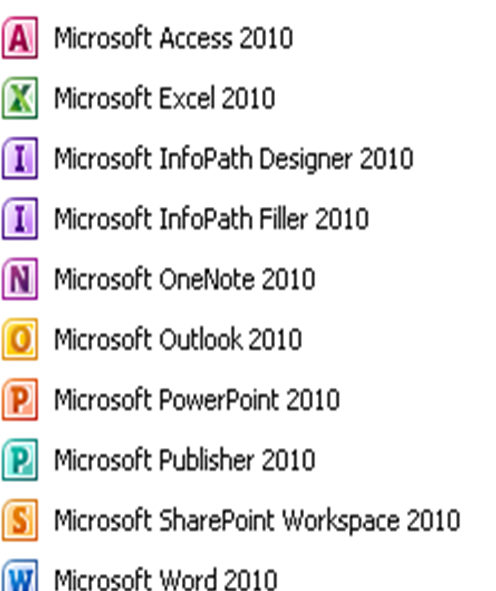 A Microsoft Access 2010
X Microsoft Excel 2010
I Microsoft InfoPath Designer 2010
I Microsoft InfoPath Filler 2010
N Microsoft OneNote 2010
O Microsoft Outlook 2010
P Microsoft PowerPoint 2010
P Microsoft Publisher 2010
S Microsoft SharePoint Workspace 2010
W Microsoft Word 2010